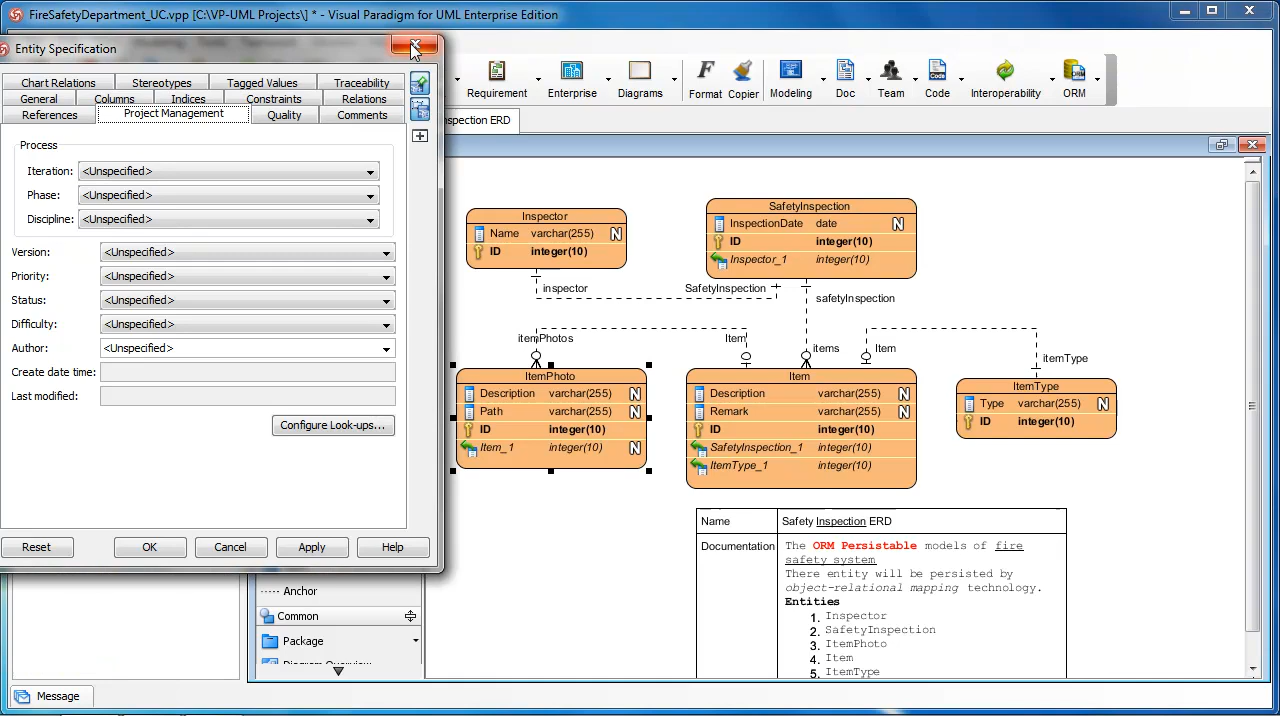 FireSafetyDepartment_UC.vpp [C:\VP-UML Projects\] * - Visual Paradigm for UML Enterprise Edition
Entity Specification
Chart Relations Stereotypes Tagged Values Traceability
General Columns Indices Constraints Relations
References Project Management Quality Comments
Process
Iteration: <Unspecified>
Phase: <Unspecified>
Discipline: <Unspecified>
Version: <Unspecified>
Priority: <Unspecified>
Status: <Unspecified>
Difficulty: <Unspecified>
Author: <Unspecified>
Create date time:
Last modified:
Configure Look-ups...
Reset OK Cancel Apply Help
Requirement Enterprise Diagrams Format Copier Modeling Doc Team Code Interoperability ORM
nspection ERD
Inspector
Name varchar(255) N
ID integer(10)
SafetyInspection
InspectionDate date N
ID integer(10)
Inspector_1 integer(10)
inspector SafetyInspection
safetyInspection
itemPhotos Item items Item itemType
ItemPhoto
Description varchar(255) N
Path varchar(255) N
ID integer(10)
Item_1 integer(10) N
Item
Description varchar(255) N
Remark varchar(255) N
ID integer(10)
SafetyInspection_1 integer(10)
ItemType_1 integer(10)
ItemType
Type varchar(255) N
ID integer(10)
Name Safety Inspection ERD
Documentation The ORM Persistable models of fire
safety system
There entity will be persisted by
object-relational mapping technology.
Entities
1. Inspector
2. SafetyInspection
3. ItemPhoto
4. Item
5. ItemType
Anchor
Common
Package
Diagram Overview
Message